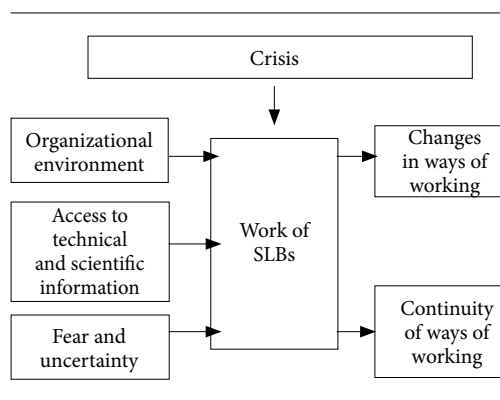 Crisis
Organizational
environment
Access to
technical
and scientific
information
Fear and
uncertainty
Work of
SLBs
Changes
in ways of
working
Continuity
of ways of
working